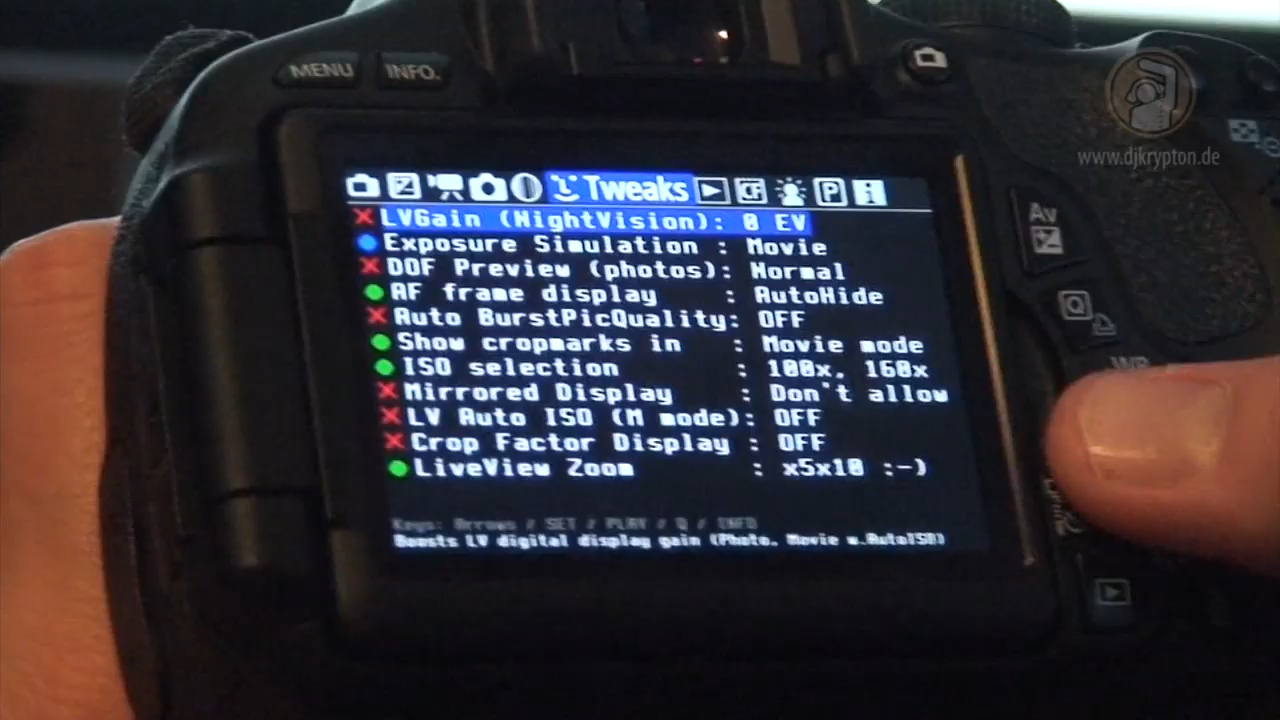 MENU INFO.
www.djkrypton.de
Tweaks
LVGain (NightVision): 0 EV
Exposure Simulation : Movie
DOF Preview (photos): Normal
AF frame display : AutoHide
Auto BurstPicQuality: OFF
Show cropmarks in : Movie mode
ISO selection : 100x, 160x
Mirrored Display : Don't allow
LV Auto ISO (M mode): OFF
Crop Factor Display : OFF
LiveView Zoom : x5x10 :-)
Keys: Arrows / SET / PLAY / Q / INFO
Boosts LV digital display gain (Photo, Movie w.AutoISO)
Av
Q
WB